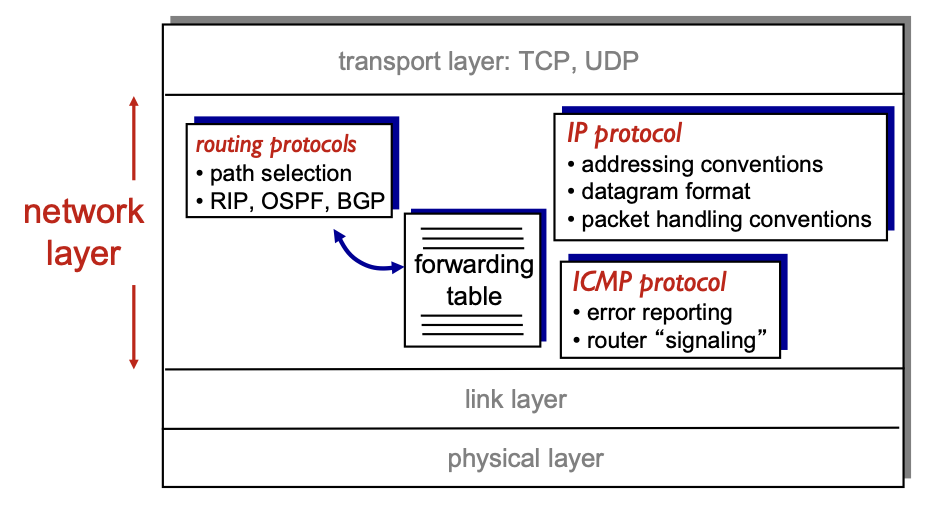 transport layer: TCP, UDP
network
layer
routing protocols
• path selection
• RIP, OSPF, BGP
forwarding
table
IP protocol
• addressing conventions
• datagram format
• packet handling conventions
ICMP protocol
• error reporting
• router “signaling”
link layer
physical layer